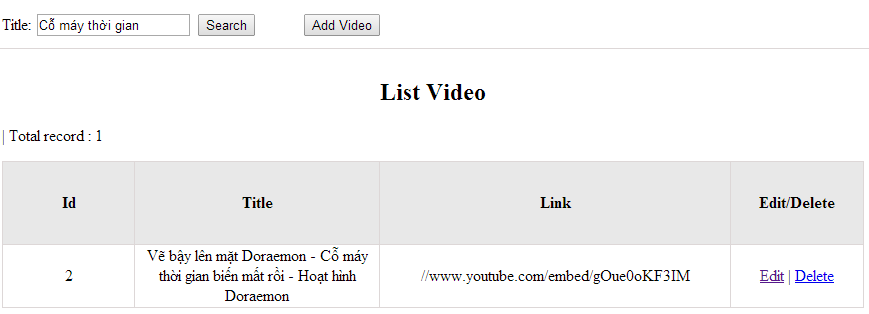 Title: Cỗ máy thời gian Search Add Video
List Video
| Total record : 1
Id Title Link Edit/Delete
Vẽ bậy lên mặt Doraemon - Cỗ máy
2 thời gian biến mất rồi - Hoạt hình //www.youtube.com/embed/gOue0oKF3IM Edit | Delete
Doraemon